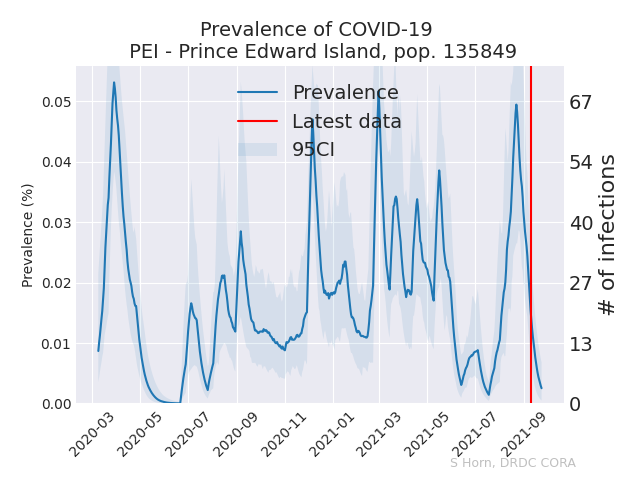 Prevalence of COVID-19
PEI - Prince Edward Island, pop. 135849
Prevalence
Latest data
95CI
Prevalence (%)
0.05
0.04
0.03
0.02
0.01
0.00
67
54
40
27
13
0
# of infections
2020-03
2020-05
2020-07
2020-09
2020-11
2021-01
2021-03
2021-05
2021-07
2021-09
S Horn, DRDC CORA